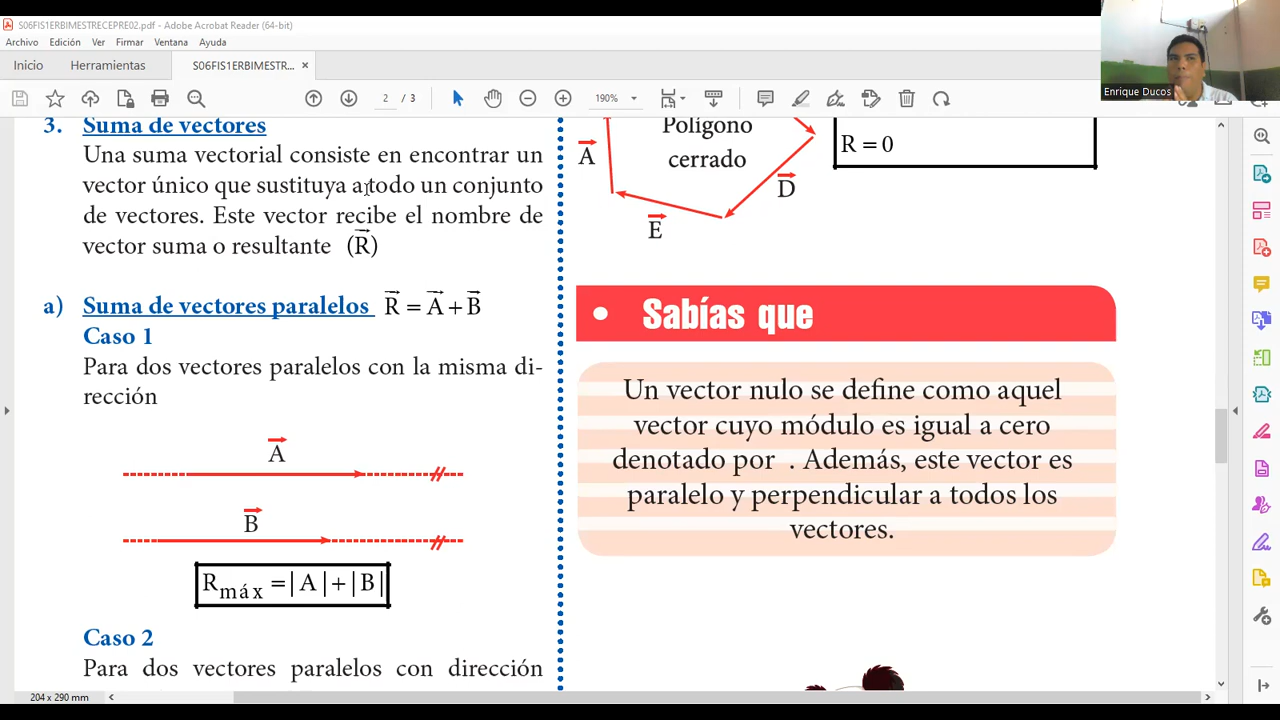 S06FIS1ERBIMESTRECEPRE02.pdf - Adobe Acrobat Reader (64-bit)
Archivo Edición Ver Firmar Ventana Ayuda
Inicio Herramientas S06FIS1ERBIMESTR... ×
2 / 3 190%
Enrique Ducos
3. Suma de vectores
Una suma vectorial consiste en encontrar un
vector único que sustituya a todo un conjunto
de vectores. Este vector recibe el nombre de
vector suma o resultante (R)
a) Suma de vectores paralelos R = A + B
Caso 1
Para dos vectores paralelos con la misma di-
rección
A
B
R máx = | A | + | B |
Caso 2
Para dos vectores paralelos con dirección
Polígono
cerrado
A
D
E
R = 0
• Sabías que
Un vector nulo se define como aquel
vector cuyo módulo es igual a cero
denotado por . Además, este vector es
paralelo y perpendicular a todos los
vectores.
204 x 290 mm